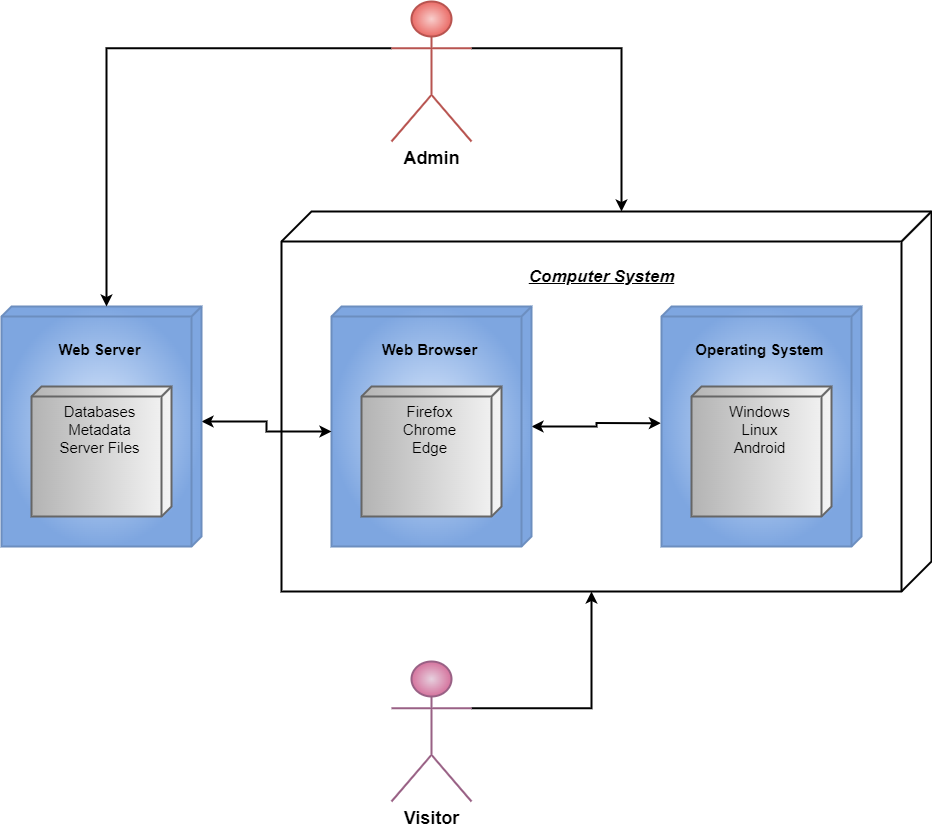 Admin
Computer System
Web Server
Databases
Metadata
Server Files
Web Browser
Firefox
Chrome
Edge
Operating System
Windows
Linux
Android
Visitor